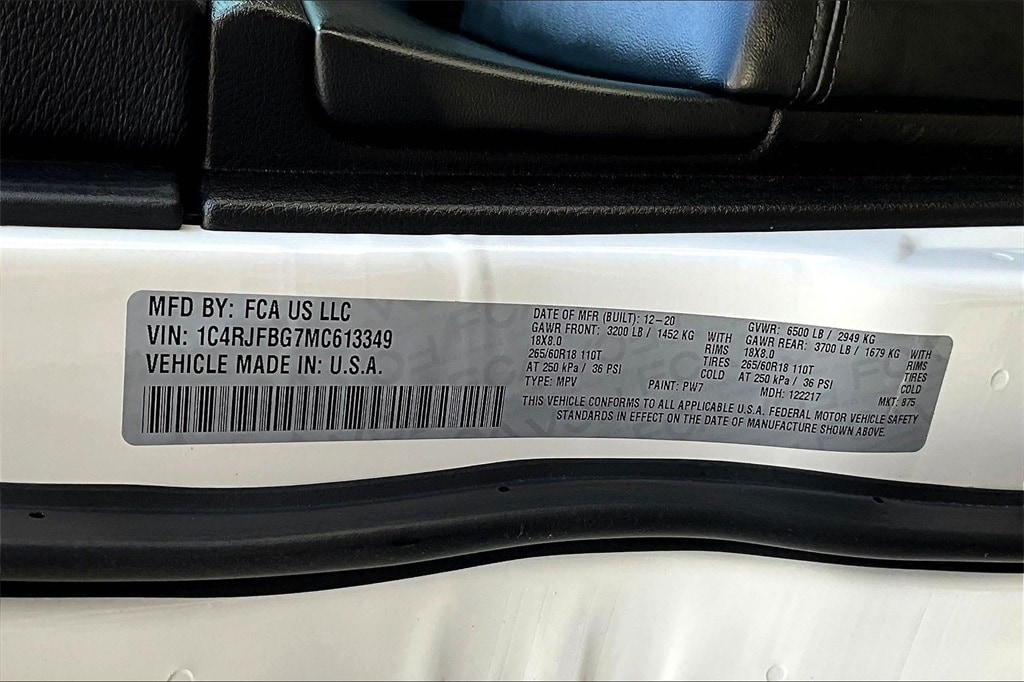 MFD BY: FCA US LLC
VIN: 1C4RJFBG7MC613349
VEHICLE MADE IN: U.S.A.
DATE OF MFR (BUILT): 12-20 GVWR: 6500 LB / 2949 KG
GAWR FRONT: 3200 LB / 1452 KG WITH GAWR REAR: 3700 LB / 1679 KG WITH
18X8.0 RIMS 18X8.0 RIMS
265/60R18 110T TIRES 265/60R18 110T TIRES
AT 250 kPa / 36 PSI COLD AT 250 kPa / 36 PSI COLD
TYPE: MPV PAINT: PW7 MDH: 122217 MKT: 875
THIS VEHICLE CONFORMS TO ALL APPLICABLE U.S.A. FEDERAL MOTOR VEHICLE SAFETY
STANDARDS IN EFFECT ON THE DATE OF MANUFACTURE SHOWN ABOVE.